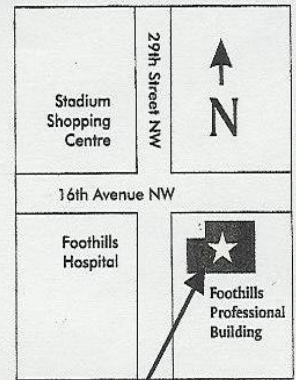 Stadium
Shopping
Centre
29th Street NW
N
16th Avenue NW
Foothills
Hospital
Foothills
Professional
Building